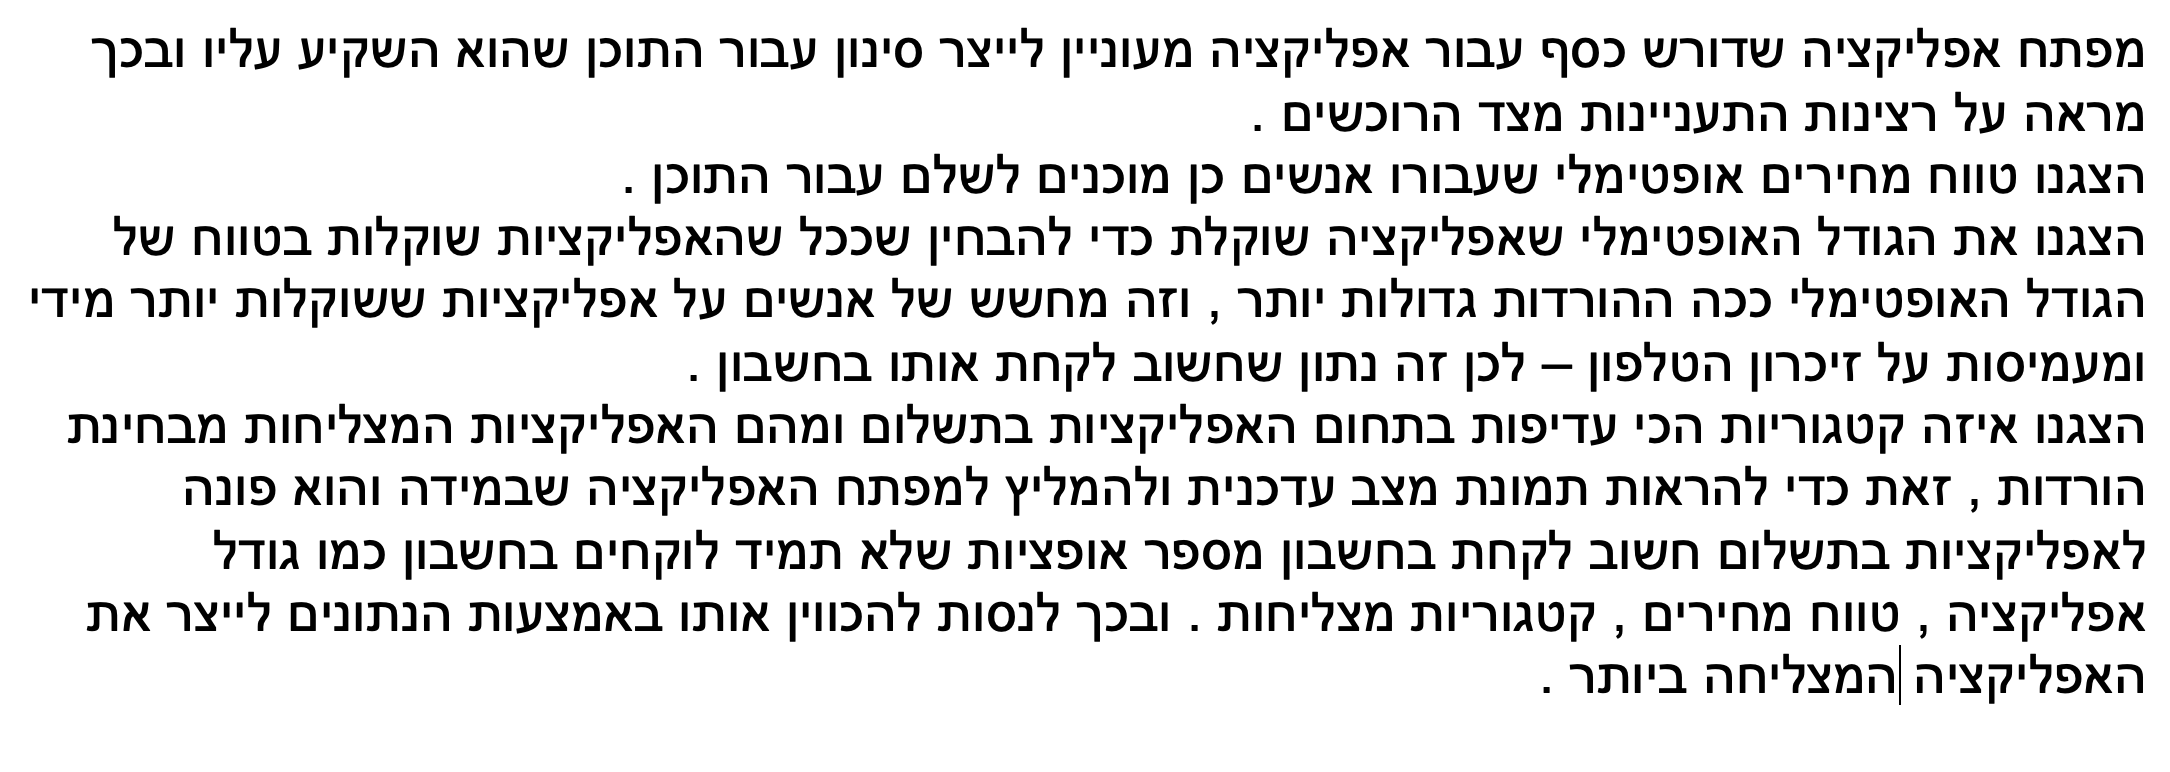 מפתח אפליקציה שדורש כסף עבור אפליקציה מעוניין לייצר סינון עבור התוכן שהוא השקיע עליו ובכך
מראה על רצינות התעניינות מצד הרוכשים .
הצגנו טווח מחירים אופטימלי שעבורו אנשים כן מוכנים לשלם עבור התוכן .
הצגנו את הגודל האופטימלי שאפליקציה שוקלת כדי להבחין שככל שהאפליקציות שוקלות בטווח של
הגודל האופטימלי ככה ההורדות גדולות יותר , וזה מחשש של אנשים על אפליקציות ששוקלות יותר מידי
ומעמיסות על זיכרון הטלפון – לכן זה נתון שחשוב לקחת אותו בחשבון .
הצגנו איזה קטגוריות הכי עדיפות בתחום האפליקציות בתשלום ומהם האפליקציות המצליחות מבחינת
הורדות , זאת כדי להראות תמונת מצב עדכנית ולהמליץ למפתח האפליקציה שבמידה והוא פונה
לאפליקציות בתשלום חשוב לקחת בחשבון מספר אופציות שלא תמיד לוקחים בחשבון כמו גודל
אפליקציה , טווח מחירים , קטגוריות מצליחות . ובכך לנסות להכווין אותו באמצעות הנתונים לייצר את
האפליקציה המצליחה ביותר .